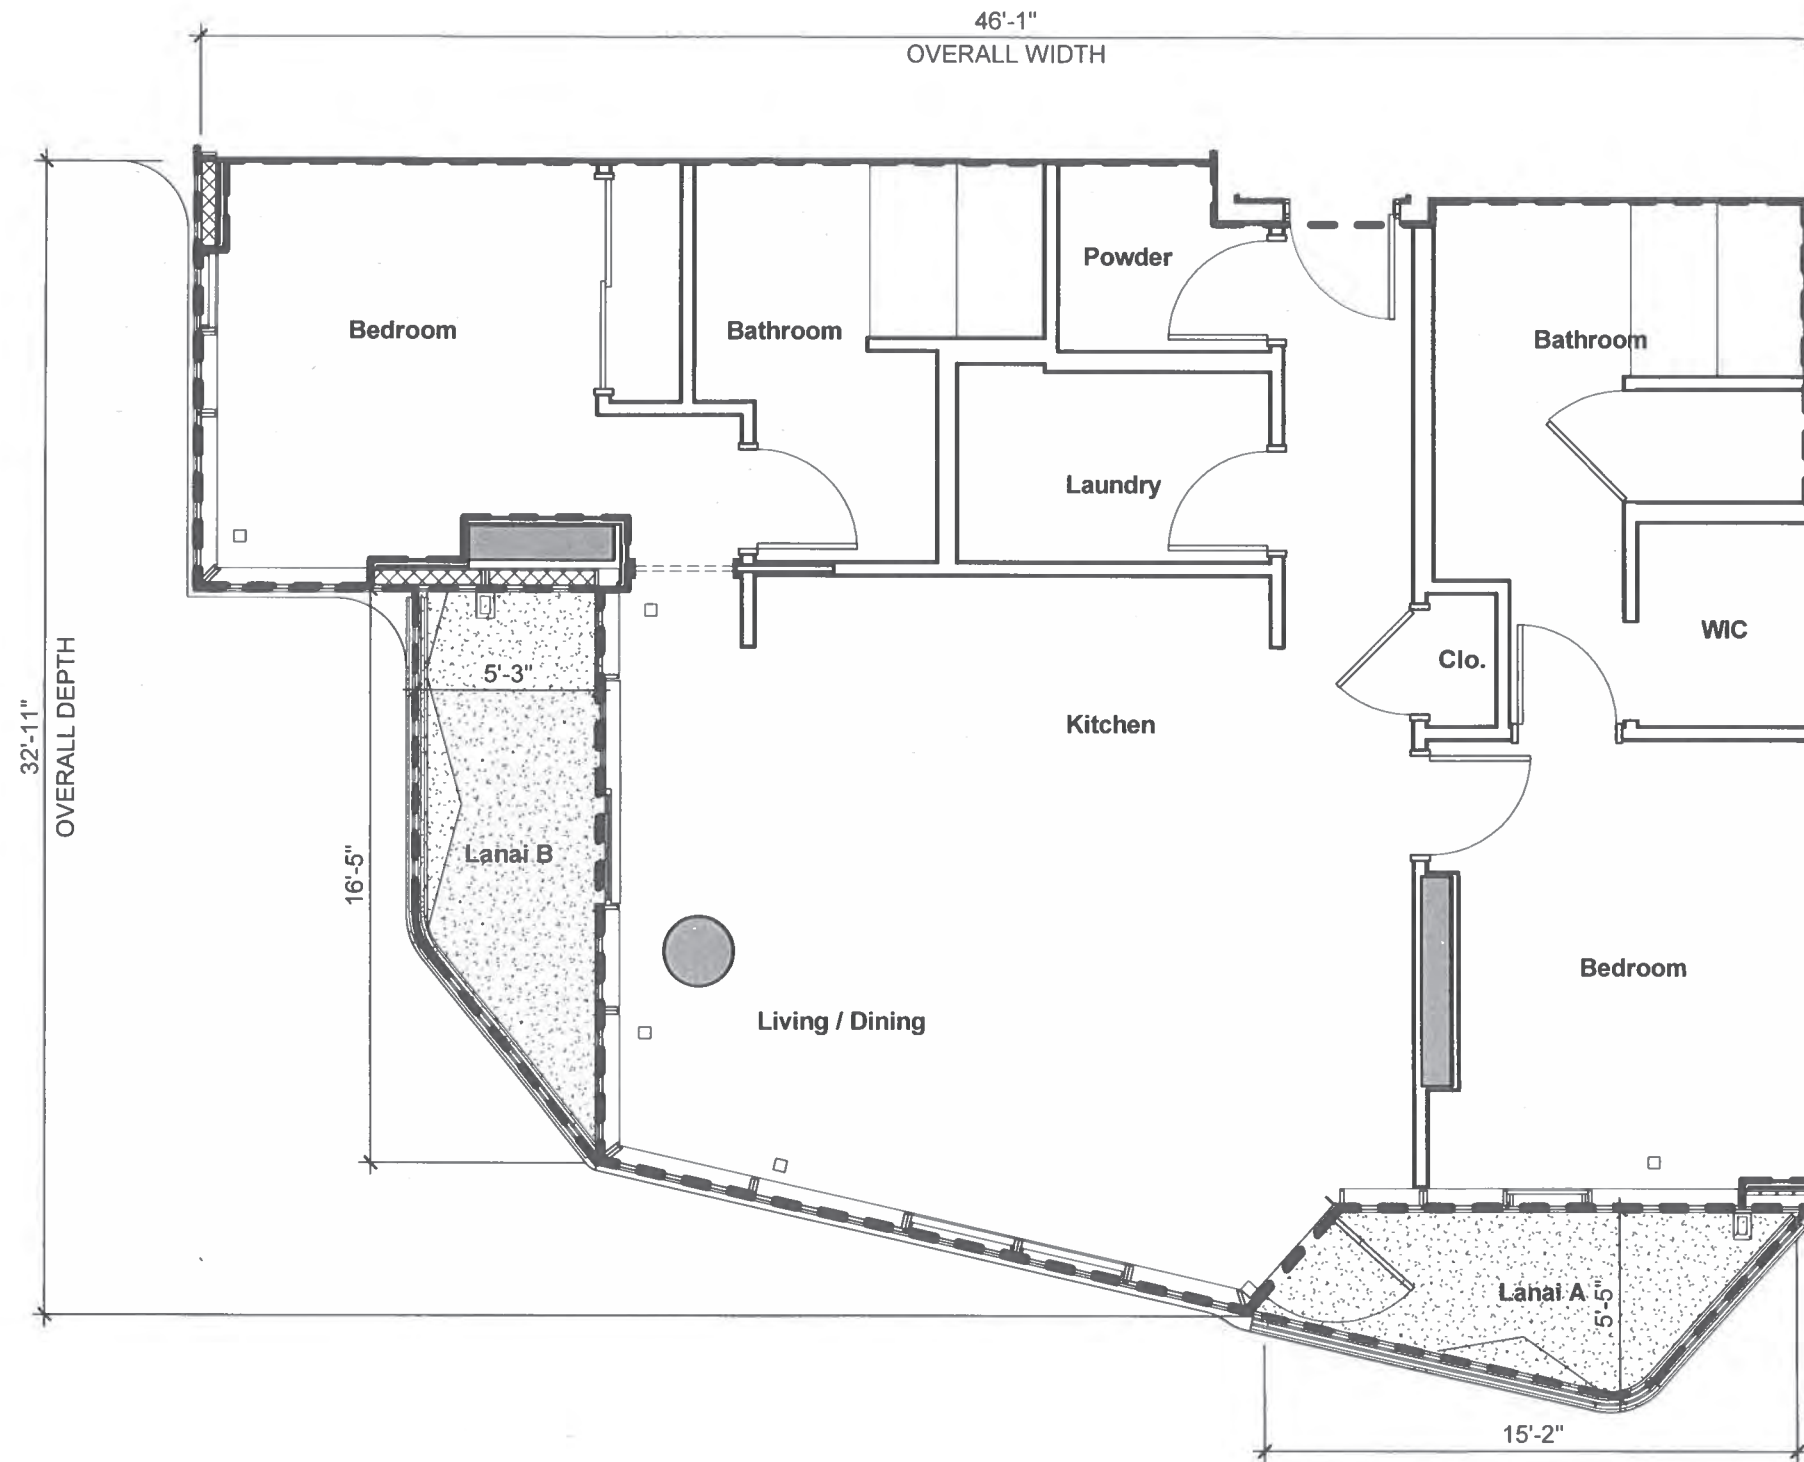 46'-1"
OVERALL WIDTH
Powder
Bedroom
Bathroom
Bathroom
Laundry
WIC
Clo.
5'-3"
Kitchen
32'-11"
OVERALL DEPTH
Lanai B
16'-5"
Bedroom
Living / Dining
Lanai A
5'-5"
15'-2"